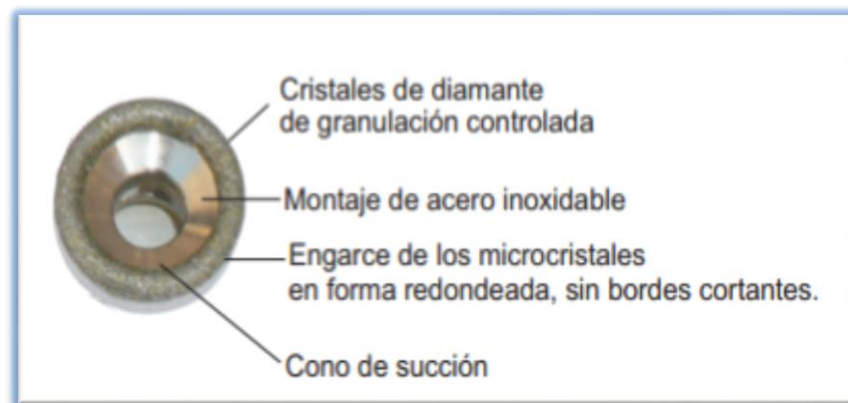 Cristales de diamante
de granulación controlada
Montaje de acero inoxidable
Engarce de los microcristales
en forma redondeada, sin bordes cortantes.
Cono de succión